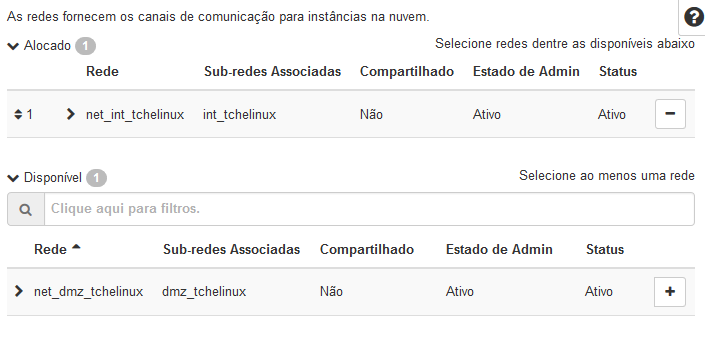 As redes fornecem os canais de comunicação para instâncias na nuvem.
?
Alocado 1 Selecione redes dentre as disponíveis abaixo
Rede Sub-redes Associadas Compartilhado Estado de Admin Status
1 net_int_tchelinux int_tchelinux Não Ativo Ativo
Disponível 1 Selecione ao menos uma rede
Clique aqui para filtros.
Rede Sub-redes Associadas Compartilhado Estado de Admin Status
net_dmz_tchelinux dmz_tchelinux Não Ativo Ativo